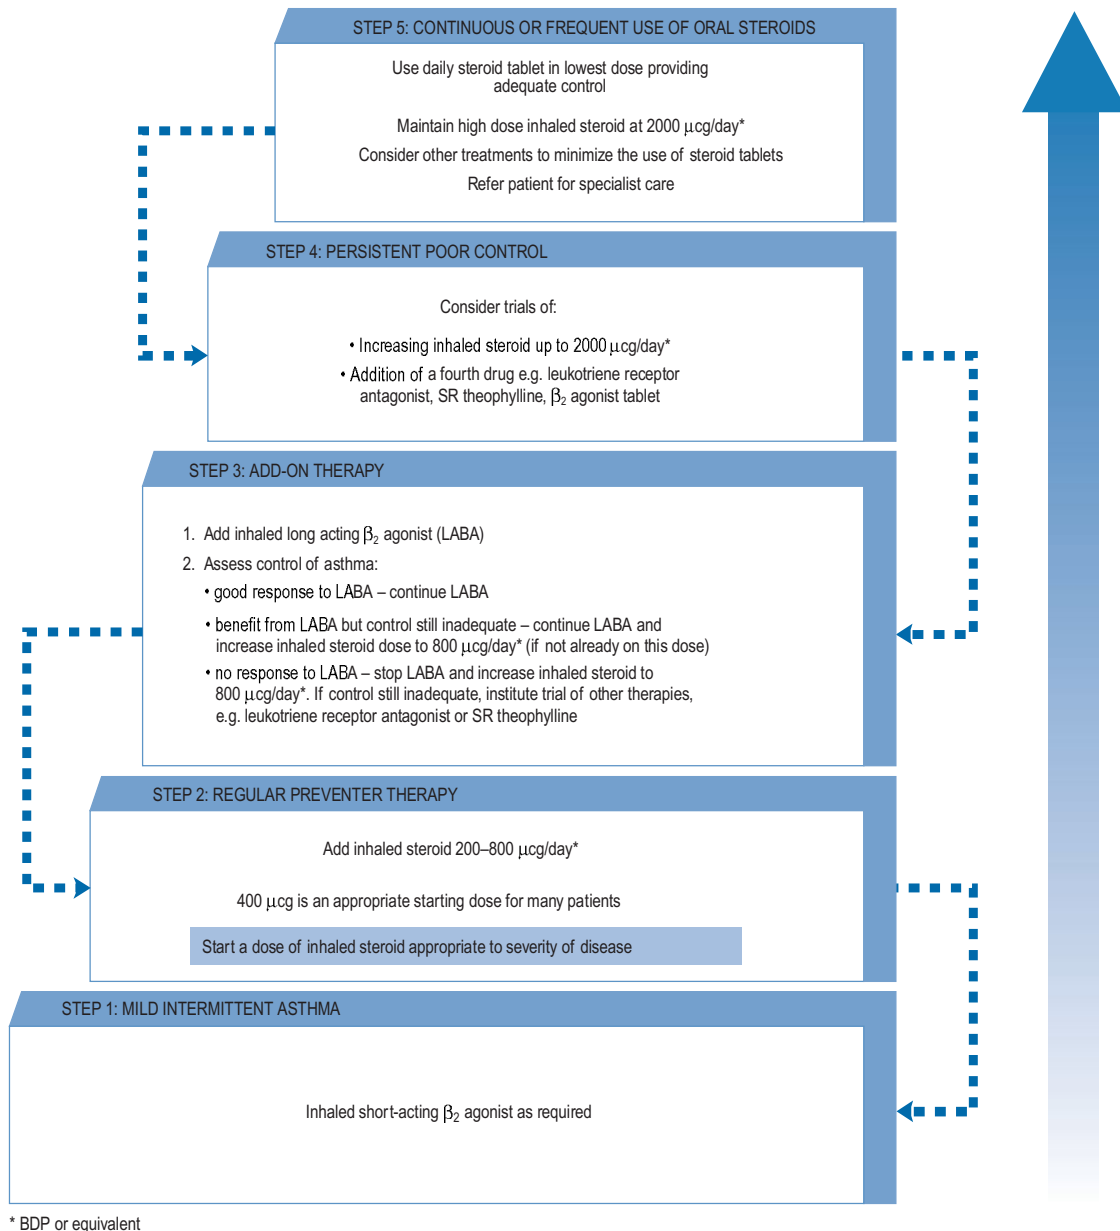 STEP 5: CONTINUOUS OR FREQUENT USE OF ORAL STEROIDS
Use daily steroid tablet in lowest dose providing
adequate control
Maintain high dose inhaled steroid at 2000 μcg/day*
Consider other treatments to minimize the use of steroid tablets
Refer patient for specialist care
STEP 4: PERSISTENT POOR CONTROL
Consider trials of:
• Increasing inhaled steroid up to 2000 μcg/day*
• Addition of a fourth drug e.g. leukotriene receptor
antagonist, SR theophylline, β₂ agonist tablet
STEP 3: ADD-ON THERAPY
1. Add inhaled long acting β₂ agonist (LABA)
2. Assess control of asthma:
• good response to LABA – continue LABA
• benefit from LABA but control still inadequate – continue LABA and
increase inhaled steroid dose to 800 μcg/day* (if not already on this dose)
• no response to LABA – stop LABA and increase inhaled steroid to
800 μcg/day*. If control still inadequate, institute trial of other therapies,
e.g. leukotriene receptor antagonist or SR theophylline
STEP 2: REGULAR PREVENTER THERAPY
Add inhaled steroid 200–800 μcg/day*
400 μcg is an appropriate starting dose for many patients
Start a dose of inhaled steroid appropriate to severity of disease
STEP 1: MILD INTERMITTENT ASTHMA
Inhaled short-acting β₂ agonist as required
* BDP or equivalent